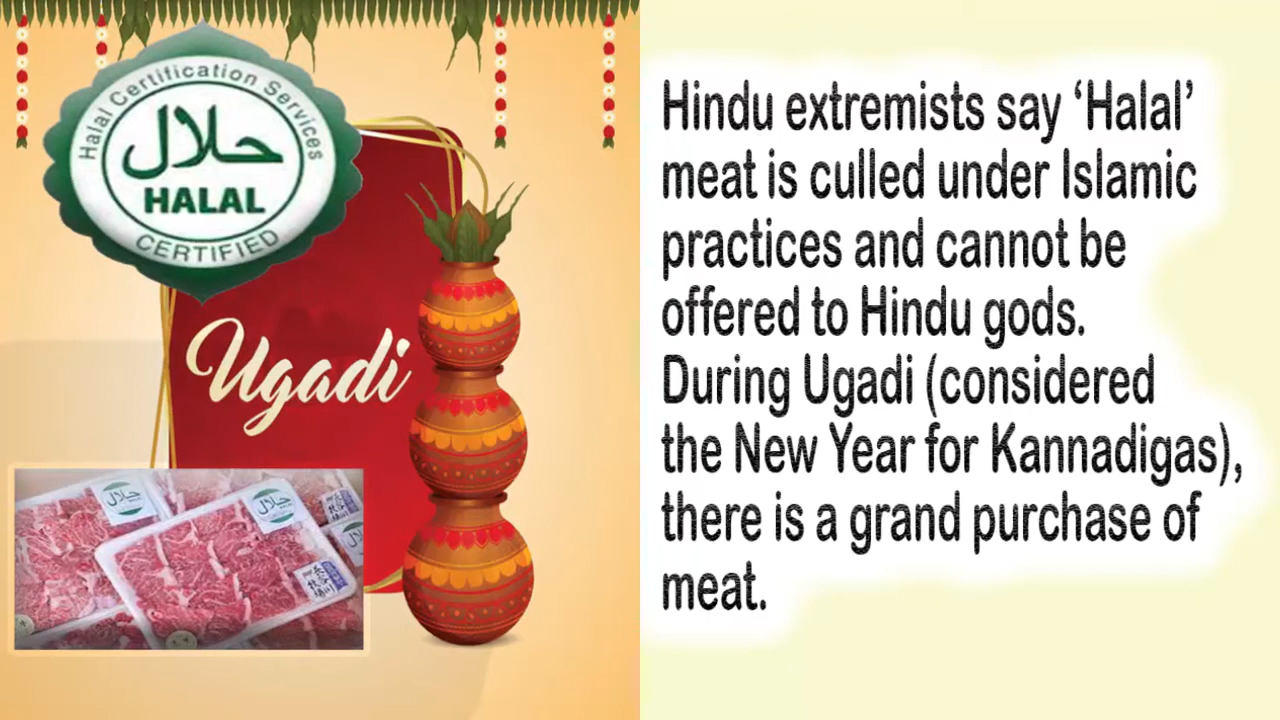 Halal Certification Services
حلال
HALAL
CERTIFIED
Ugadi
حلال
حلال
Hindu extremists say ‘Halal’
meat is culled under Islamic
practices and cannot be
offered to Hindu gods.
During Ugadi (considered
the New Year for Kannadigas),
there is a grand purchase of
meat.